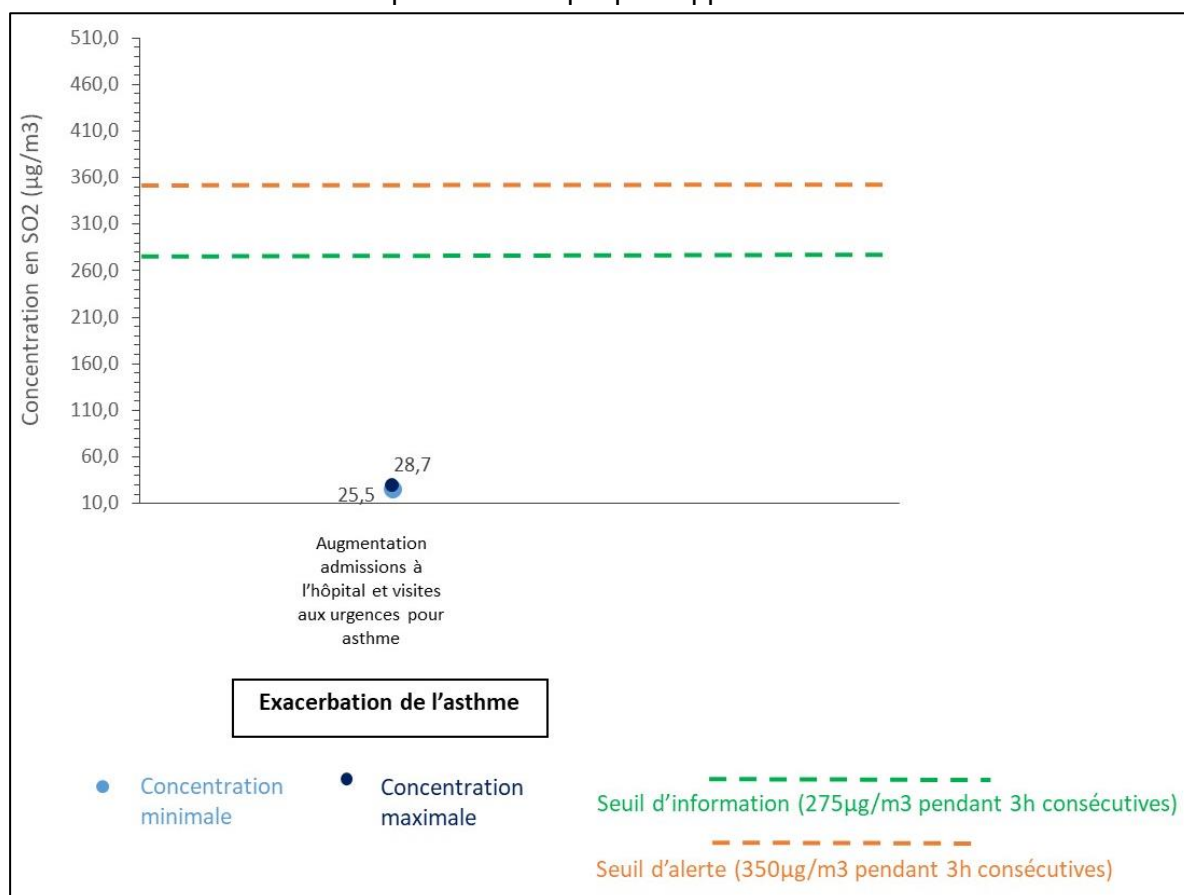 510,0
460,0
410,0
360,0
310,0
260,0
210,0
160,0
110,0
60,0
10,0
Concentration en SO2 (µg/m3)
28,7
25,5
Augmentation
admissions à
l’hôpital et visites
aux urgences pour
asthme
Exacerbation de l’asthme
Concentration
minimale
Concentration
maximale
Seuil d’information (275µg/m3 pendant 3h consécutives)
Seuil d’alerte (350µg/m3 pendant 3h consécutives)